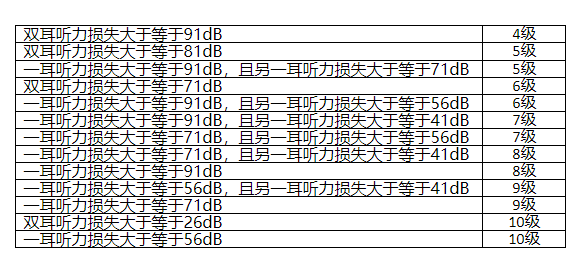 双耳听力损失大于等于91dB 4级
双耳听力损失大于等于81dB 5级
一耳听力损失大于等于91dB，且另一耳听力损失大于等于71dB 5级
双耳听力损失大于等于71dB 6级
一耳听力损失大于等于91dB，且另一耳听力损失大于等于56dB 6级
一耳听力损失大于等于91dB，且另一耳听力损失大于等于41dB 7级
一耳听力损失大于等于71dB，且另一耳听力损失大于等于56dB 7级
一耳听力损失大于等于71dB，且另一耳听力损失大于等于41dB 8级
一耳听力损失大于等于91dB 8级
一耳听力损失大于等于56dB，且另一耳听力损失大于等于41dB 9级
一耳听力损失大于等于71dB 9级
双耳听力损失大于等于26dB 10级
一耳听力损失大于等于56dB 10级